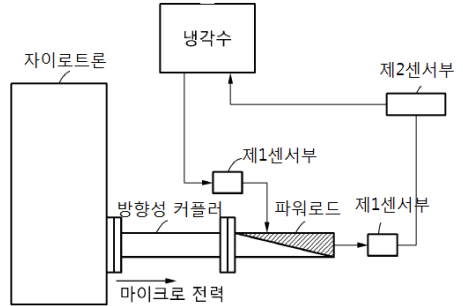 냉각수
자이로트론
제2센서부
제1센서부
방향성 커플러
파워로드
제1센서부
마이크로 전력